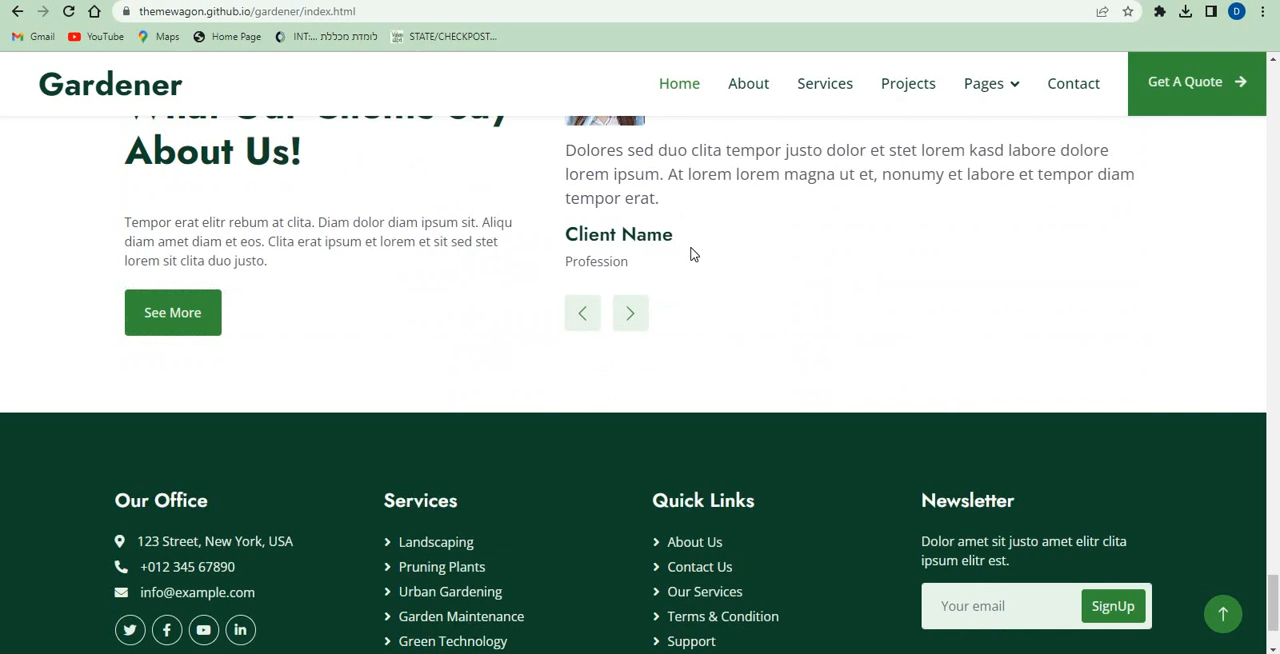 themewagon.github.io/gardener/index.html
D
Gmail
YouTube
Maps
Home Page
INT:... לומדת מכללת
STATE/CHECKPOST...
Gardener
Home
About
Services
Projects
Pages
Contact
Get A Quote
What Our Clients Say
About Us!
Tempor erat elitr rebum at clita. Diam dolor diam ipsum sit. Aliqu
diam amet diam et eos. Clita erat ipsum et lorem et sit sed stet
lorem sit clita duo justo.
See More
Dolores sed duo clita tempor justo dolor et stet lorem kasd labore dolore
lorem ipsum. At lorem lorem magna ut et, nonumy et labore et tempor diam
tempor erat.
Client Name
Profession
Our Office
123 Street, New York, USA
+012 345 67890
info@example.com
Services
Landscaping
Pruning Plants
Urban Gardening
Garden Maintenance
Green Technology
Quick Links
About Us
Contact Us
Our Services
Terms & Condition
Support
Newsletter
Dolor amet sit justo amet elitr clita
ipsum elitr est.
Your email
SignUp